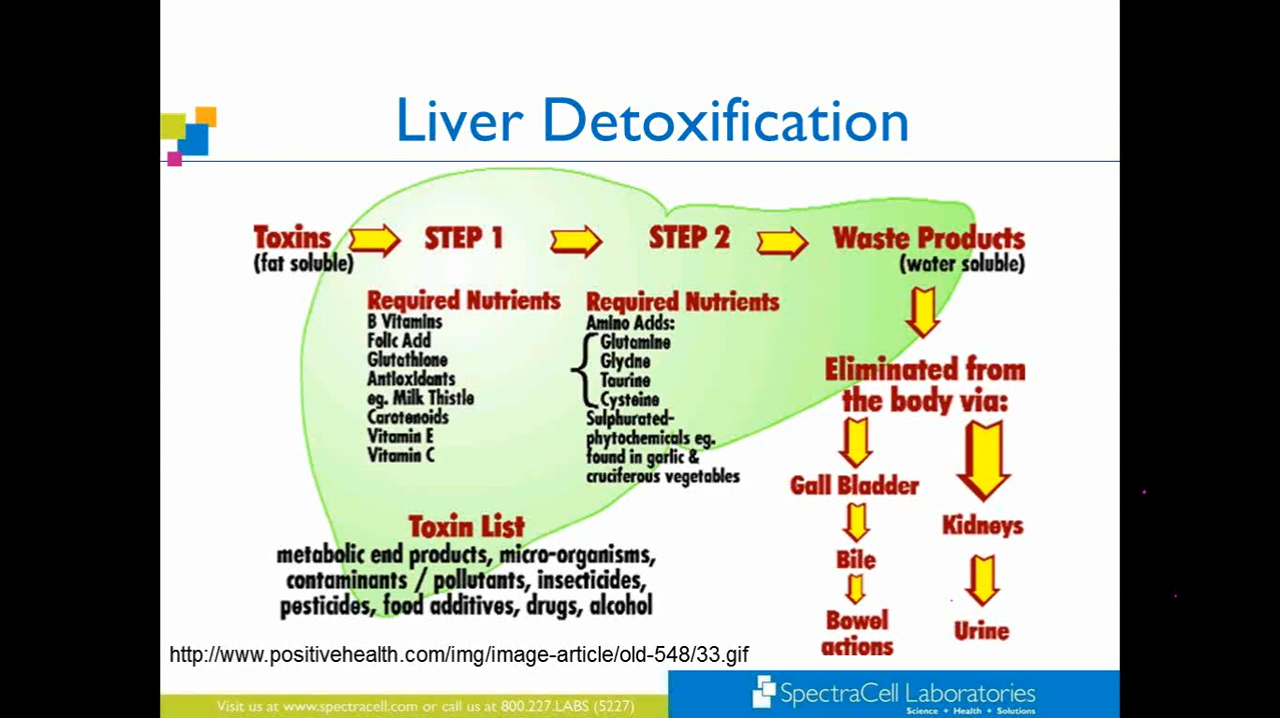 Liver Detoxification
Toxins
(fat soluble)
STEP 1
STEP 2
Waste Products
(water soluble)
Required Nutrients
B Vitamins
Folic Acid
Glutathione
Antioxidants
eg. Milk Thistle
Carotenoids
Vitamin E
Vitamin C
Required Nutrients
Amino Acids:
Glutamine
Glycine
Taurine
Cysteine
Sulphurated-
phytochemicals eg.
found in garlic &
cruciferous vegetables
Eliminated from
the body via:
Gall Bladder
Bile
Bowel
actions
Kidneys
Urine
Toxin List
metabolic end products, micro-organisms,
contaminants / pollutants, insecticides,
pesticides, food additives, drugs, alcohol
http://www.positivehealth.com/img/image-article/old-548/33.gif
Visit us at www.spectracell.com or call us at 800.227.LABS (5227)
SpectraCell Laboratories
Science + Health + Solutions